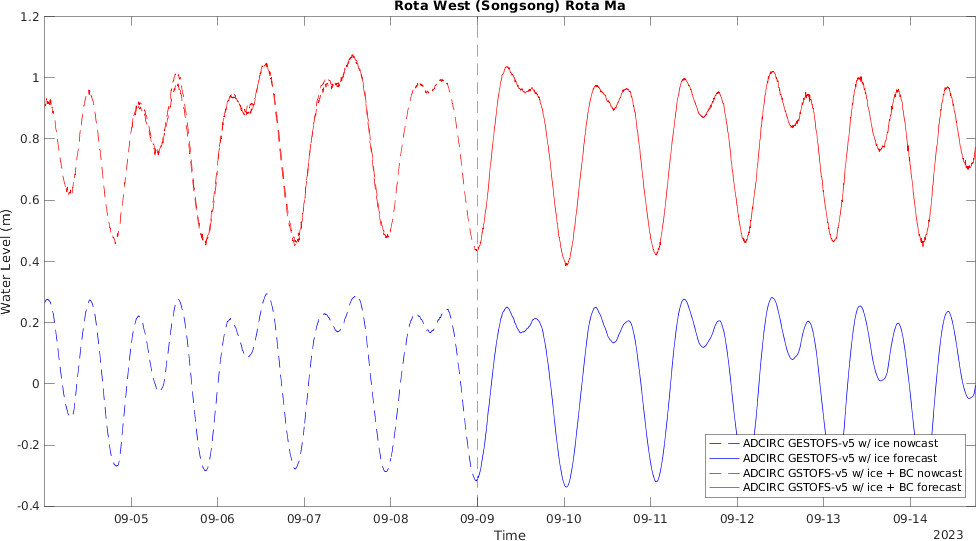 Rota West (Songsong) Rota Ma
1.2
1
0.8
0.6
0.4
0.2
0
-0.2
-0.4
Water Level (m)
ADCIRC GESTOFS-v5 w/ ice nowcast
ADCIRC GESTOFS-v5 w/ ice forecast
ADCIRC GSTOFS-v5 w/ ice + BC nowcast
ADCIRC GSTOFS-v5 w/ ice + BC forecast
09-05 09-06 09-07 09-08 09-09 09-10 09-11 09-12 09-13 09-14
Time
2023